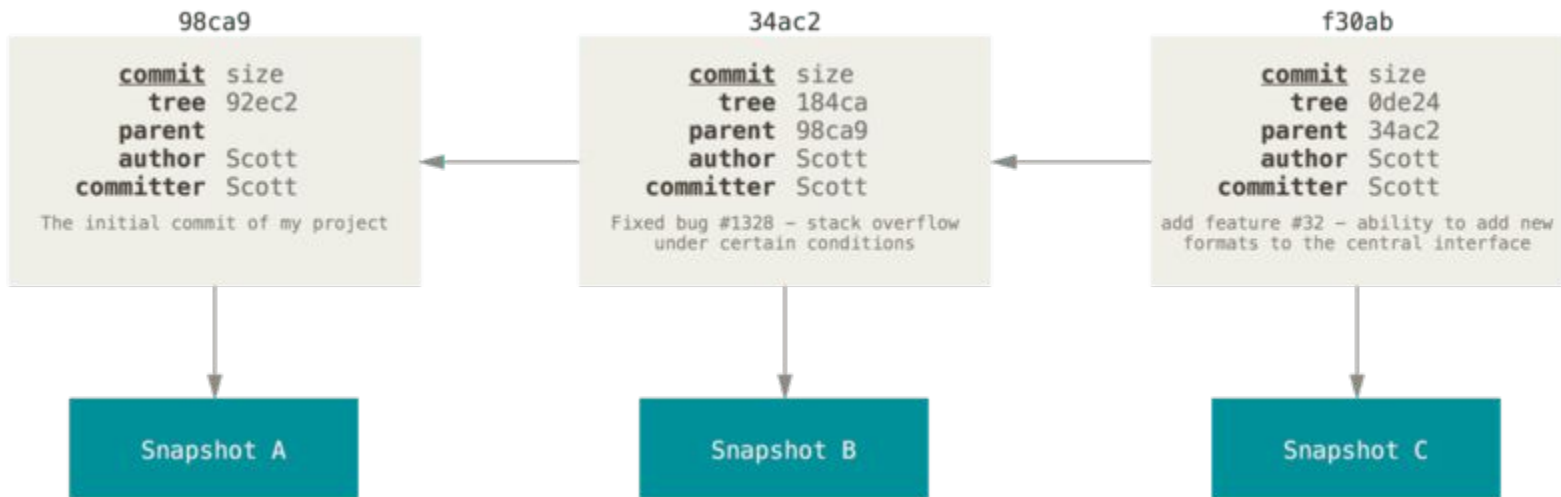 98ca9
commit size
tree 92ec2
parent
author Scott
committer Scott
The initial commit of my project
Snapshot A
34ac2
commit size
tree 184ca
parent 98ca9
author Scott
committer Scott
Fixed bug #1328 – stack overflow
under certain conditions
Snapshot B
f30ab
commit size
tree 0de24
parent 34ac2
author Scott
committer Scott
add feature #32 – ability to add new
formats to the central interface
Snapshot C